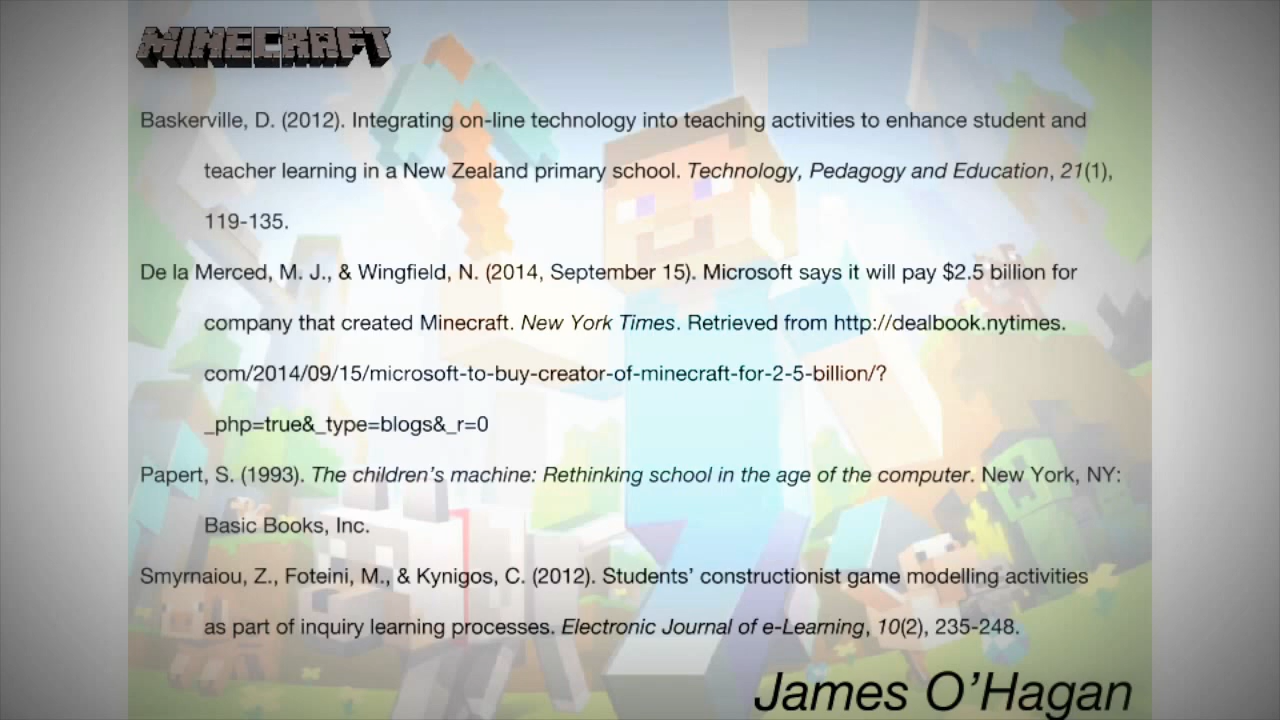 MINECRAFT
Baskerville, D. (2012). Integrating on-line technology into teaching activities to enhance student and
teacher learning in a New Zealand primary school. Technology, Pedagogy and Education, 21(1),
119-135.
De la Merced, M. J., & Wingfield, N. (2014, September 15). Microsoft says it will pay $2.5 billion for
company that created Minecraft. New York Times. Retrieved from http://dealbook.nytimes.
com/2014/09/15/microsoft-to-buy-creator-of-minecraft-for-2-5-billion/?
_php=true&_type=blogs&_r=0
Papert, S. (1993). The children’s machine: Rethinking school in the age of the computer. New York, NY:
Basic Books, Inc.
Smyrnaiou, Z., Foteini, M., & Kynigos, C. (2012). Students’ constructionist game modelling activities
as part of inquiry learning processes. Electronic Journal of e-Learning, 10(2), 235-248.
James O’Hagan